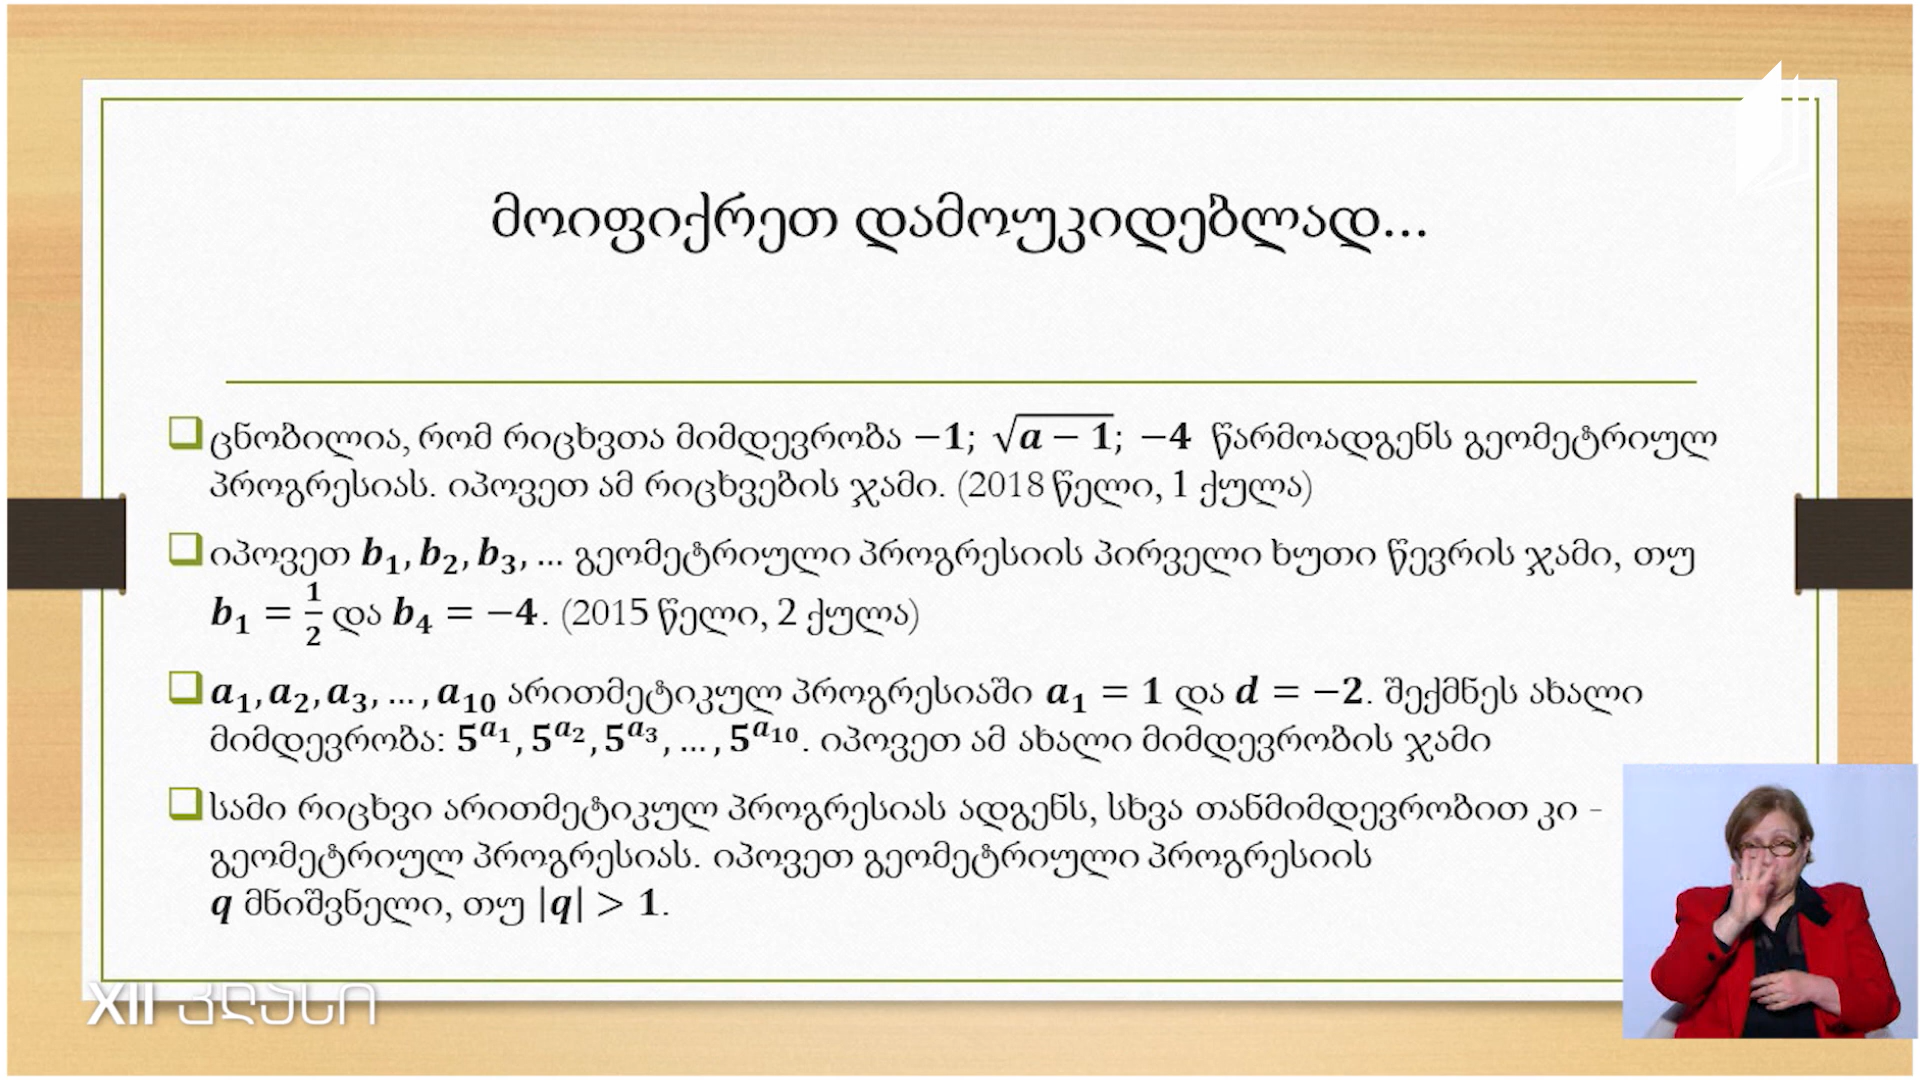 მოიფიქრეთ დამოუკიდებლად...
ცნობილია, რომ რიცხვთა მიმდევრობა −1; √(a − 1); −4 წარმოადგენს გეომეტრიულ
პროგრესიას. იპოვეთ ამ რიცხვების ჯამი. (2018 წელი, 1 ქულა)
იპოვეთ b₁, b₂, b₃, ... გეომეტრიული პროგრესიის პირველი ხუთი წევრის ჯამი, თუ
b₁ = 1/2 და b₄ = −4. (2015 წელი, 2 ქულა)
a₁, a₂, a₃, ... , a₁₀ არითმეტიკულ პროგრესიაში a₁ = 1 და d = −2. შექმნეს ახალი
მიმდევრობა: 5^a₁, 5^a₂, 5^a₃, ... , 5^a₁₀. იპოვეთ ამ ახალი მიმდევრობის ჯამი
სამი რიცხვი არითმეტიკულ პროგრესიას ადგენს, სხვა თანმიმდევრობით კი -
გეომეტრიულ პროგრესიას. იპოვეთ გეომეტრიული პროგრესიის
q მნიშვნელი, თუ |q| > 1.
XII კლასი